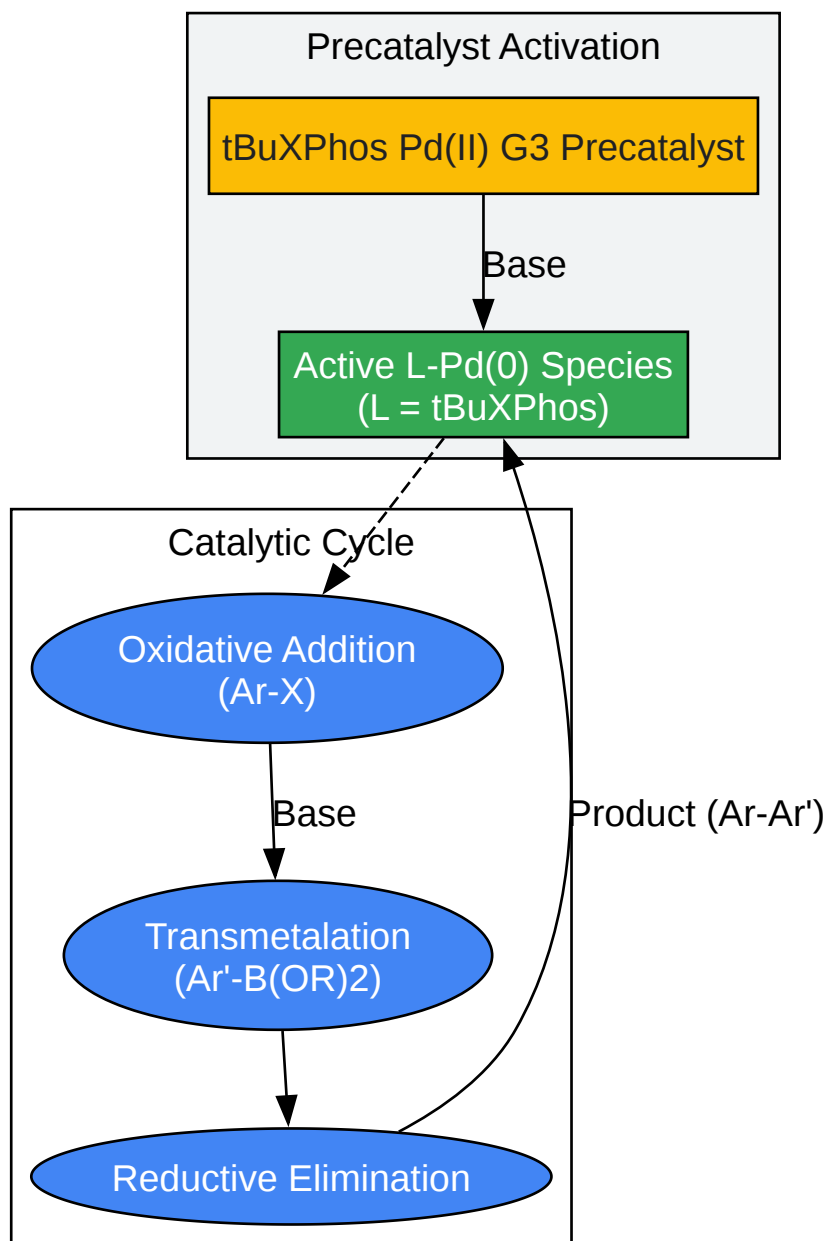 Precatalyst Activation
tBuXPhos Pd(II) G3 Precatalyst
Base
Active L-Pd(0) Species
(L = tBuXPhos)
Catalytic Cycle
Oxidative Addition
(Ar-X)
Base
Product (Ar-Ar')
Transmetalation
(Ar'-B(OR)2)
Reductive Elimination